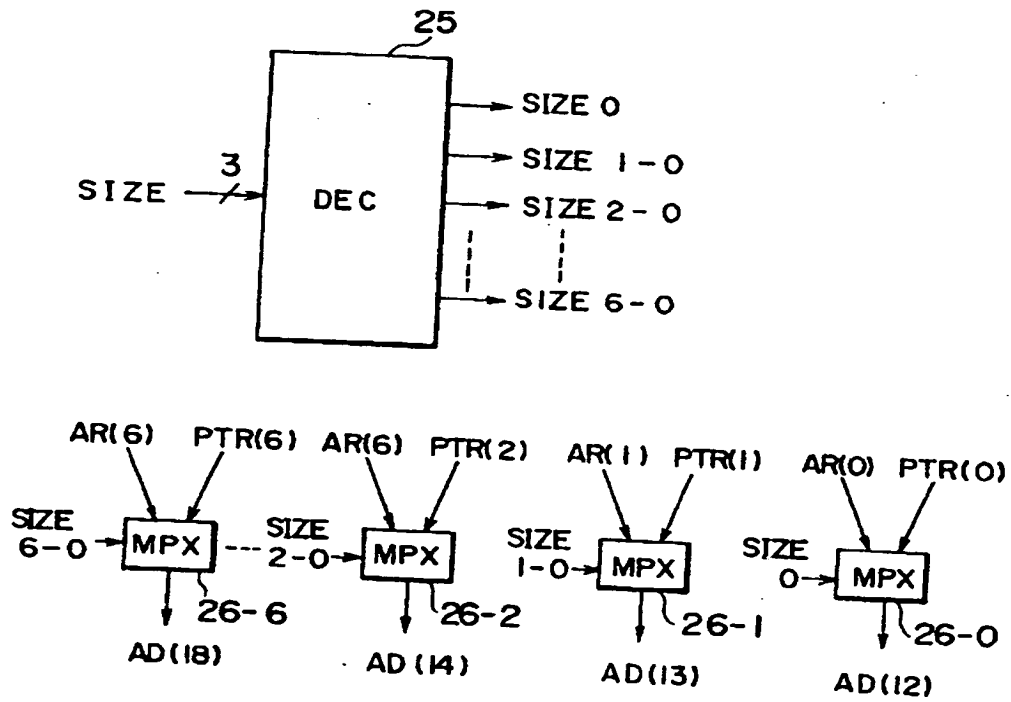 25
SIZE 0
SIZE 1-0
SIZE 3 DEC
SIZE 2-0
SIZE 6-0
AR(6) PTR(6) AR(6) PTR(2) AR(1) PTR(1) AR(0) PTR(0)
SIZE 6-0 MPX SIZE 2-0 MPX SIZE 1-0 MPX SIZE 0 MPX
26-6 26-2 26-1 26-0
AD(18) AD(14) AD(13) AD(12)